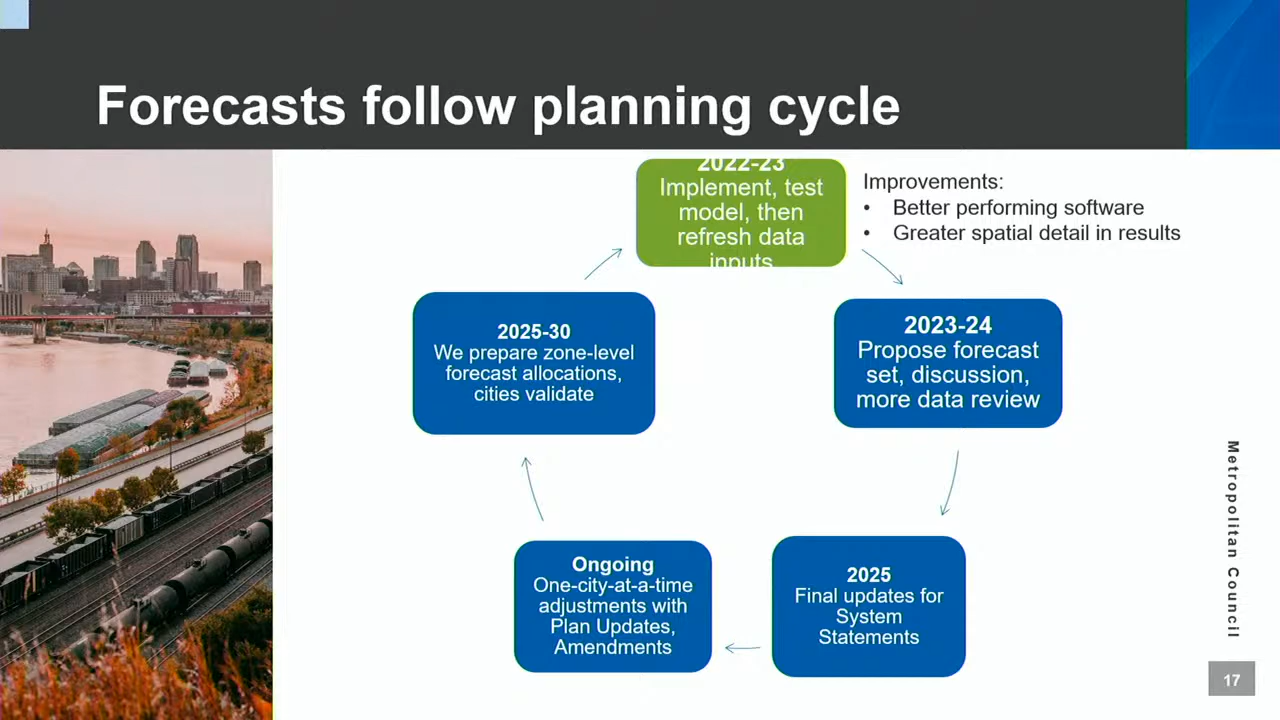 Forecasts follow planning cycle
2022-23
Implement, test
model, then
refresh data
inputs
Improvements:
• Better performing software
• Greater spatial detail in results
2023-24
Propose forecast
set, discussion,
more data review
2025
Final updates for
System
Statements
Ongoing
One-city-at-a-time
adjustments with
Plan Updates,
Amendments
2025-30
We prepare zone-level
forecast allocations,
cities validate
Metropolitan Council
17